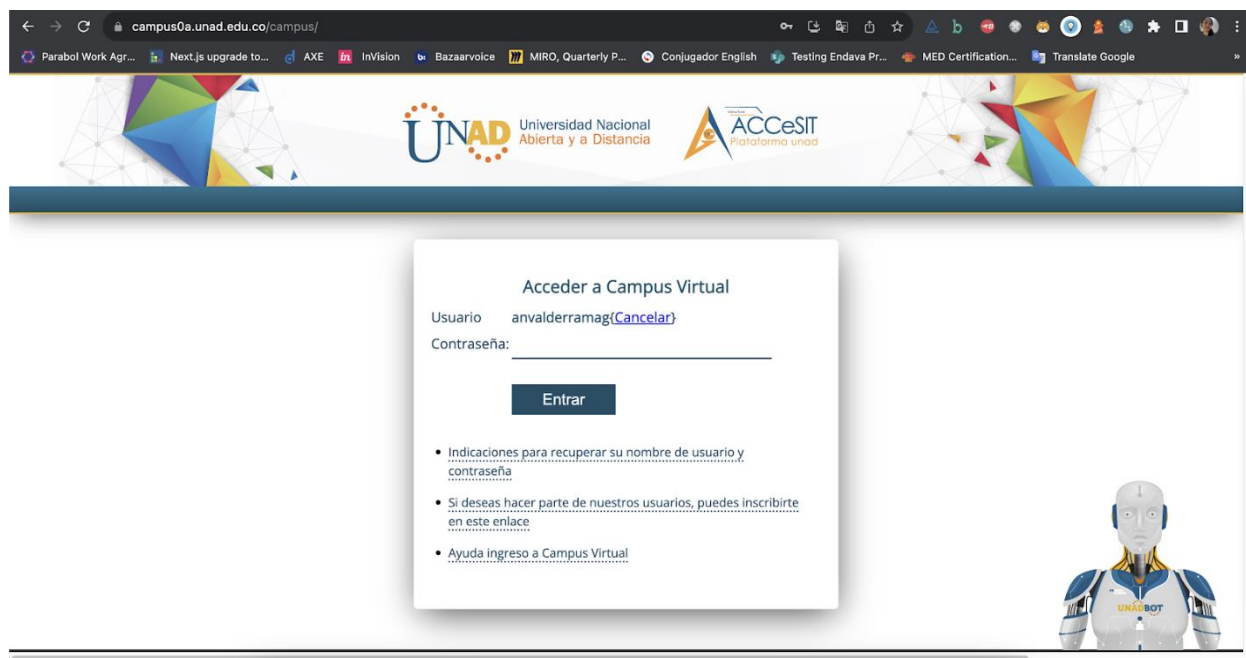 campus0a.unad.edu.co/campus/
Parabol Work Agr... Next.js upgrade to... AXE InVision Bazaarvoice MIRO, Quarterly P... Conjugador English Testing Endava Pr... MED Certification... Translate Google »
UNAD Universidad Nacional
Abierta y a Distancia
ACCeSIT
Plataforma unad
Acceder a Campus Virtual
Usuario anvalderramag{Cancelar}
Contraseña:
Entrar
• Indicaciones para recuperar su nombre de usuario y
contraseña
• Si deseas hacer parte de nuestros usuarios, puedes inscribirte
en este enlace
• Ayuda ingreso a Campus Virtual
UNADBOT